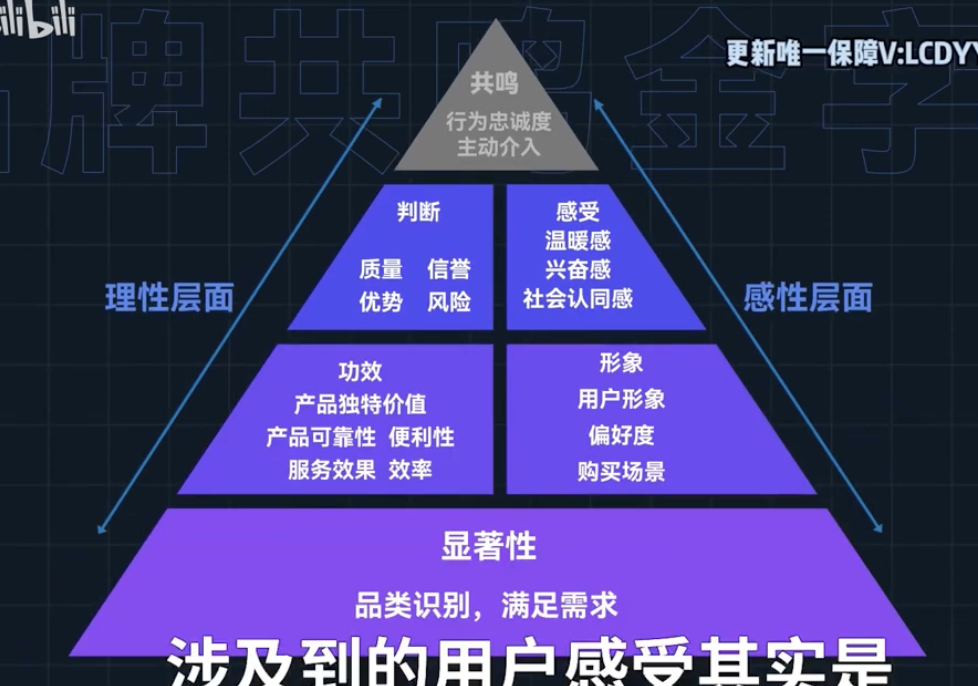 bilibili
更新唯一保障V:LCDYY
牌共鸣金字
共鸣
行为忠诚度
主动介入
判断
质量 信誉
优势 风险
感受
温暖感
兴奋感
社会认同感
理性层面
感性层面
功效
产品独特价值
产品可靠性 便利性
服务效果 效率
形象
用户形象
偏好度
购买场景
显著性
品类识别，满足需求
涉及到的用户感受其实是